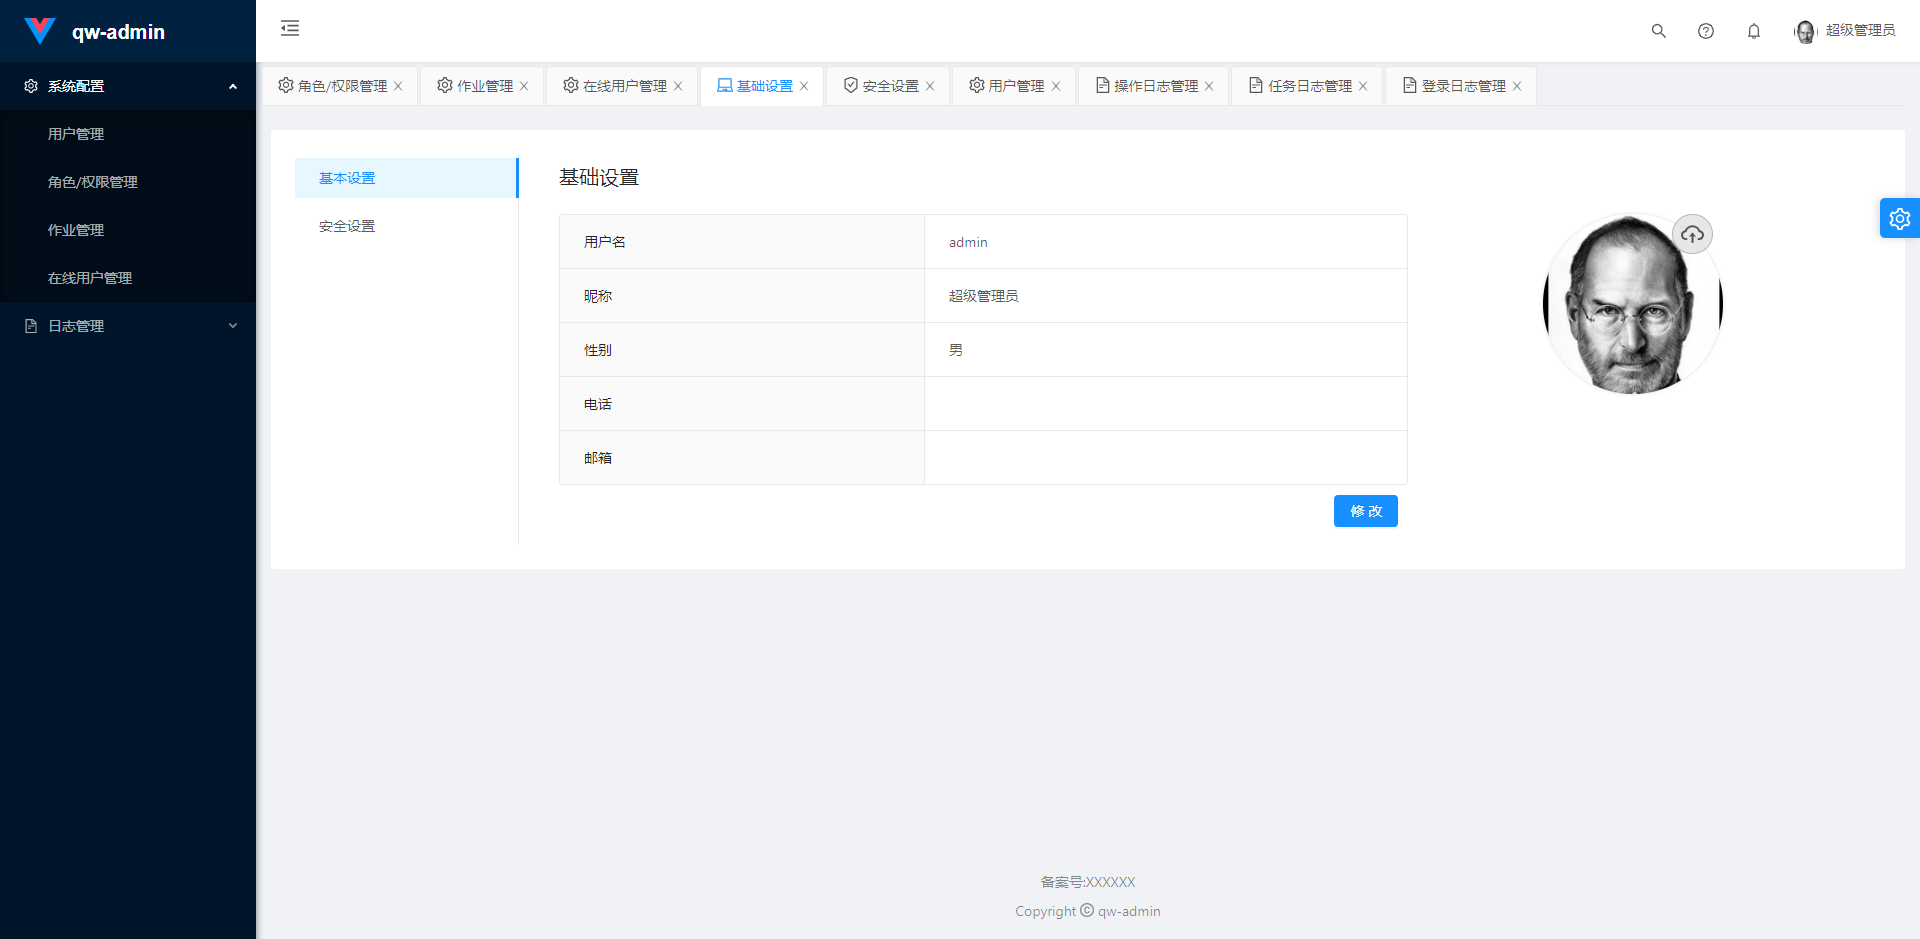 qw-admin
超级管理员
系统配置
用户管理
角色/权限管理
作业管理
在线用户管理
日志管理
角色/权限管理
作业管理
在线用户管理
基础设置
安全设置
用户管理
操作日志管理
任务日志管理
登录日志管理
基本设置
安全设置
基础设置
用户名 admin
昵称 超级管理员
性别 男
电话
邮箱
修 改
备案号:XXXXXX
Copyright © qw-admin